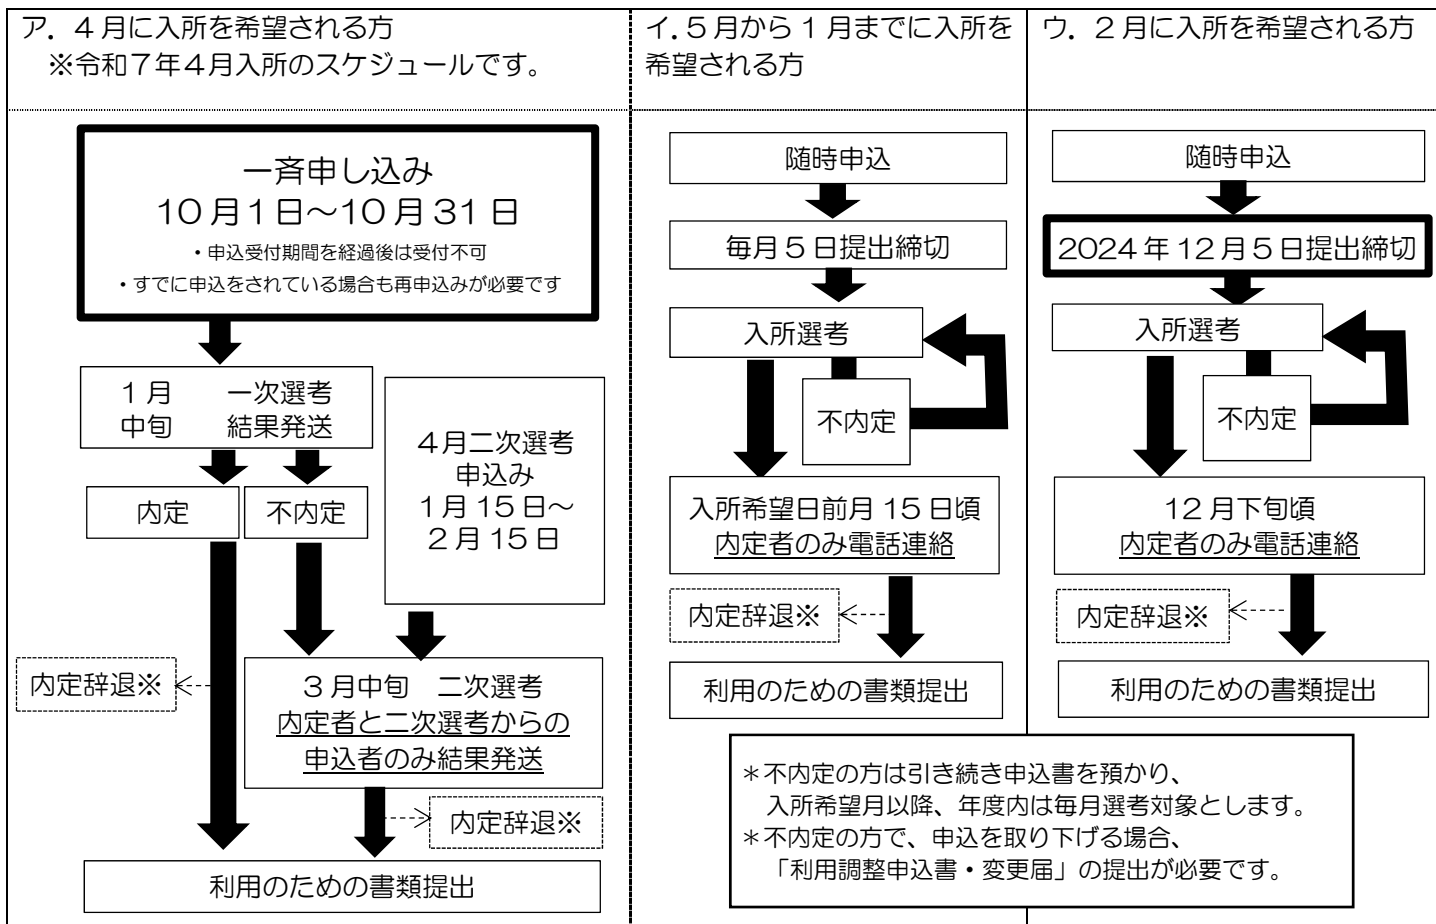 ア．４月に入所を希望される方
※令和７年４月入所のスケジュールです。
一斉申し込み
10月1日～10月31日
・申込受付期間を経過後は受付不可
・すでに申込をされている場合も再申込みが必要です
１月　　一次選考
中旬　　結果発送
内定
不内定
４月二次選考
申込み
１月15日～
２月15日
内定辞退※
３月中旬　二次選考
内定者と二次選考からの
申込者のみ結果発送
内定辞退※
利用のための書類提出
イ．５月から１月までに入所を
希望される方
随時申込
毎月５日提出締切
入所選考
不内定
入所希望日前月15日頃
内定者のみ電話連絡
内定辞退※
利用のための書類提出
ウ．２月に入所を希望される方
随時申込
2024年12月５日提出締切
入所選考
不内定
12月下旬頃
内定者のみ電話連絡
内定辞退※
利用のための書類提出
＊不内定の方は引き続き申込書を預かり、
入所希望月以降、年度内は毎月選考対象とします。
＊不内定の方で、申込を取り下げる場合、
「利用調整申込書・変更届」の提出が必要です。